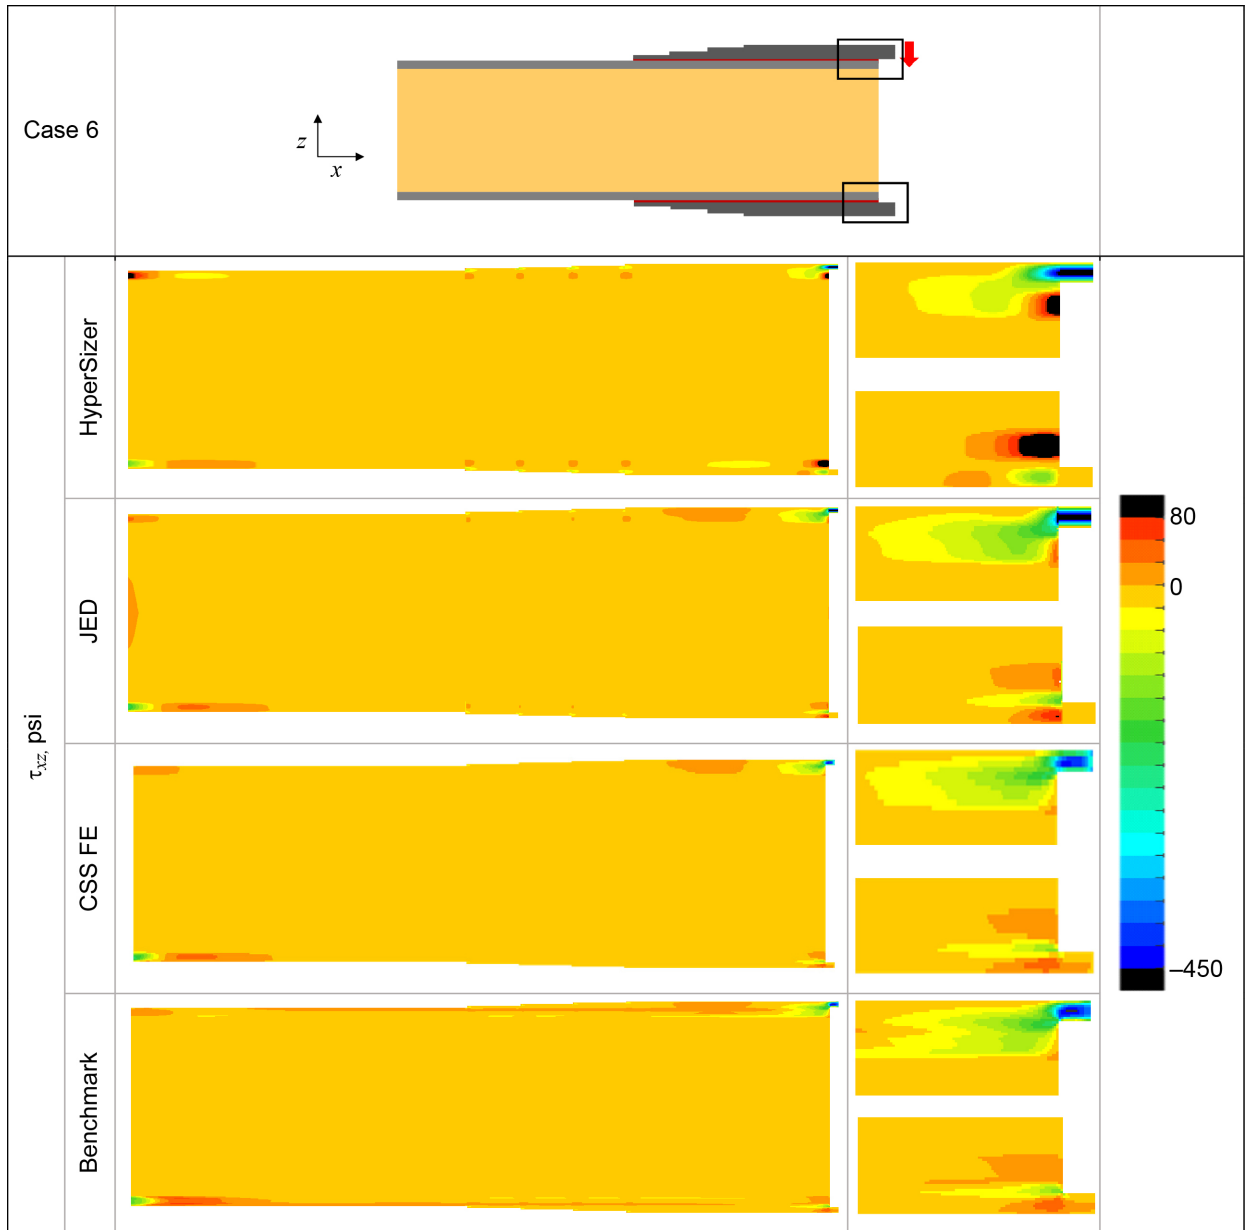 Case 6
z
x
τxz, psi
HyperSizer
JED
CSS FE
Benchmark
80
0
–450